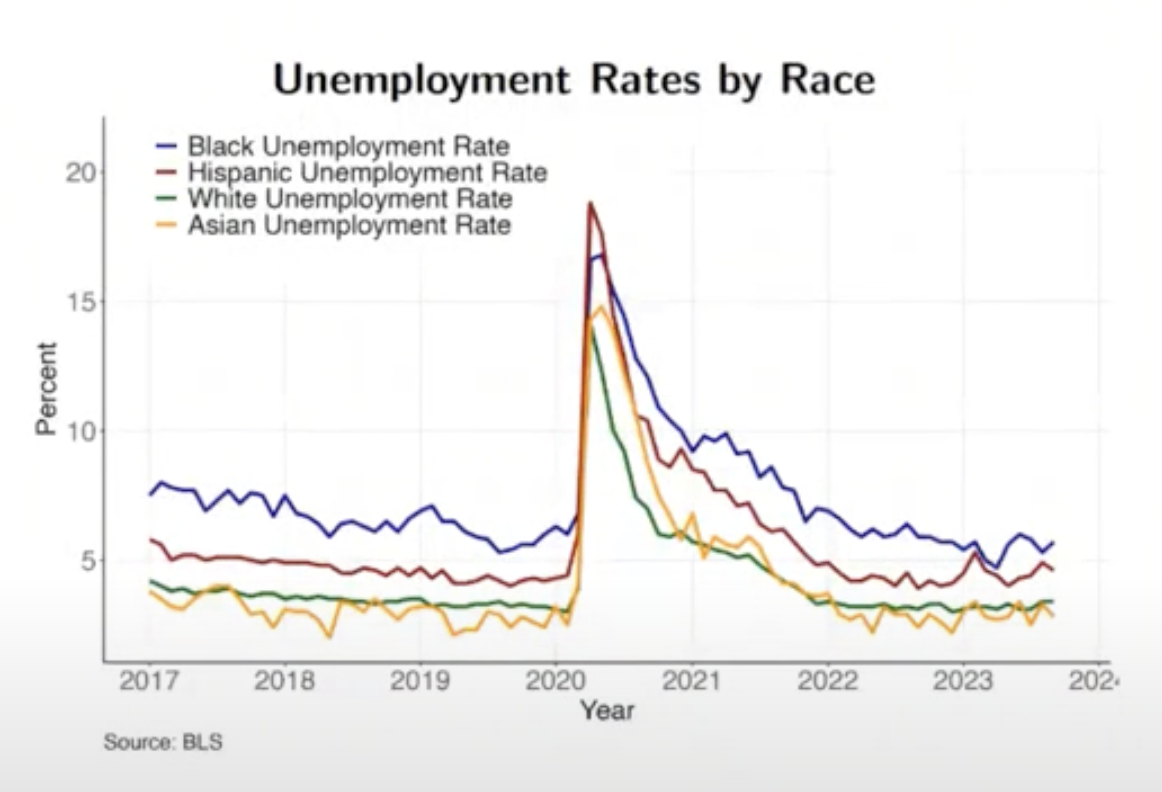 Unemployment Rates by Race
Black Unemployment Rate
Hispanic Unemployment Rate
White Unemployment Rate
Asian Unemployment Rate
20
15
10
5
Percent
2017 2018 2019 2020 2021 2022 2023 202
Year
Source: BLS